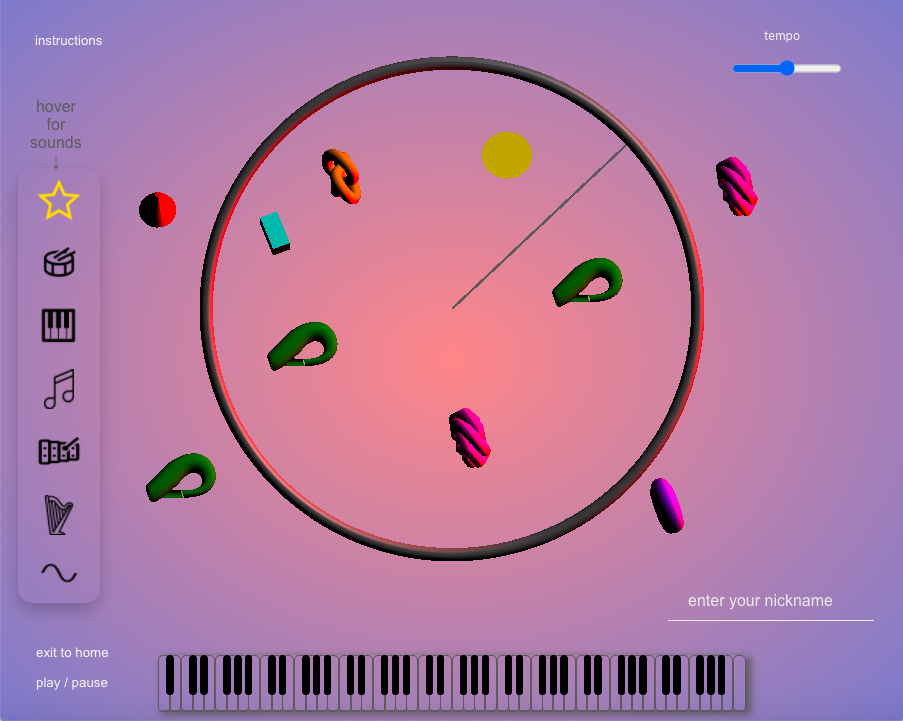 instructions
tempo
hover
for
sounds
↓
enter your nickname
exit to home
play / pause